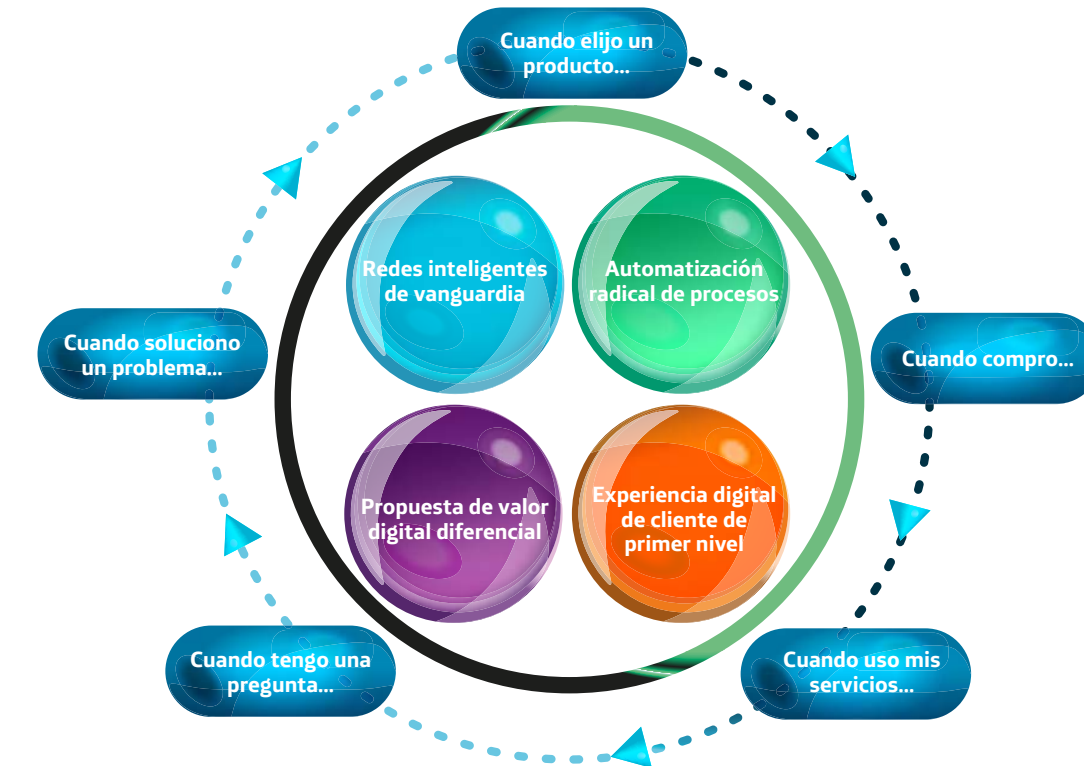 Cuando elijo un
producto...
Redes inteligentes
de vanguardia
Automatización
radical de procesos
Cuando soluciono
un problema...
Cuando compro...
Propuesta de valor
digital diferencial
Experiencia digital
de cliente de
primer nivel
Cuando tengo una
pregunta...
Cuando uso mis
servicios...